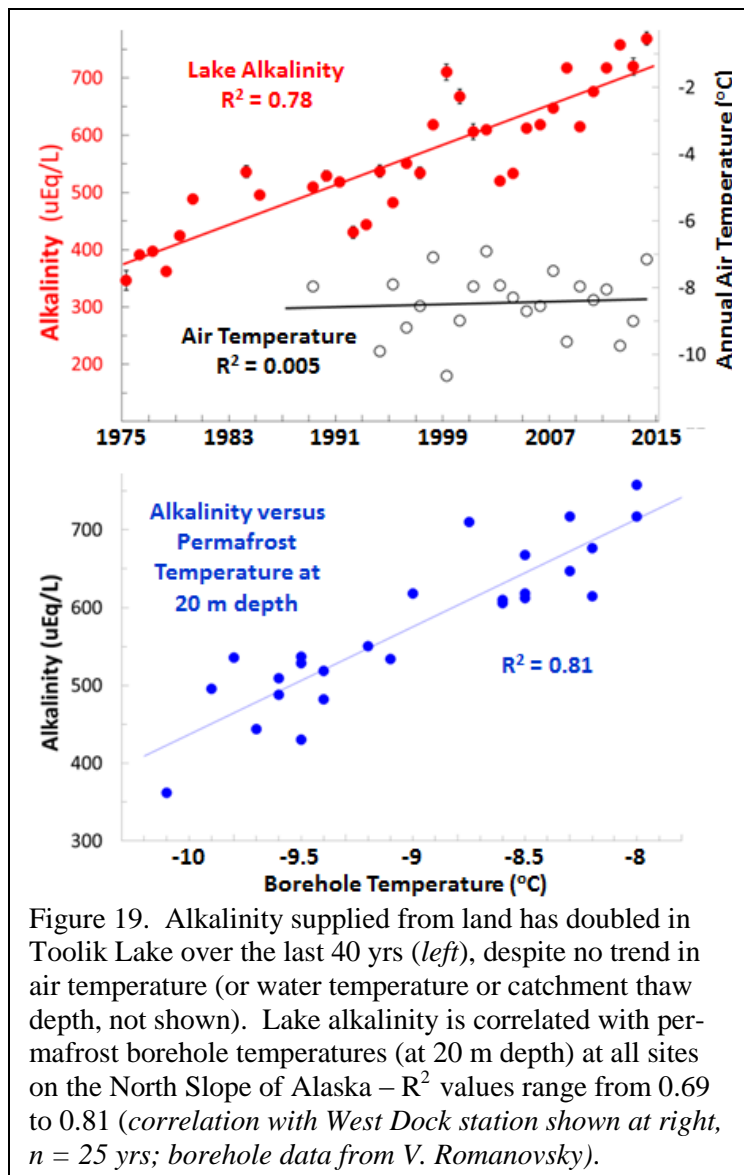 Lake Alkalinity
R² = 0.78
Alkalinity (uEq/L)
700
600
500
400
300
200
Annual Air Temperature (°C)
-2
-4
-6
-8
-10
Air Temperature
R² = 0.005
1975 1983 1991 1999 2007 2015
Alkalinity versus
Permafrost
Temperature at
20 m depth
R² = 0.81
Alkalinity (uEq/L)
700
600
500
400
300
-10 -9.5 -9 -8.5 -8
Borehole Temperature (°C)
Figure 19. Alkalinity supplied from land has doubled in
Toolik Lake over the last 40 yrs (left), despite no trend in
air temperature (or water temperature or catchment thaw
depth, not shown). Lake alkalinity is correlated with per-
mafrost borehole temperatures (at 20 m depth) at all sites
on the North Slope of Alaska – R² values range from 0.69
to 0.81 (correlation with West Dock station shown at right,
n = 25 yrs; borehole data from V. Romanovsky).